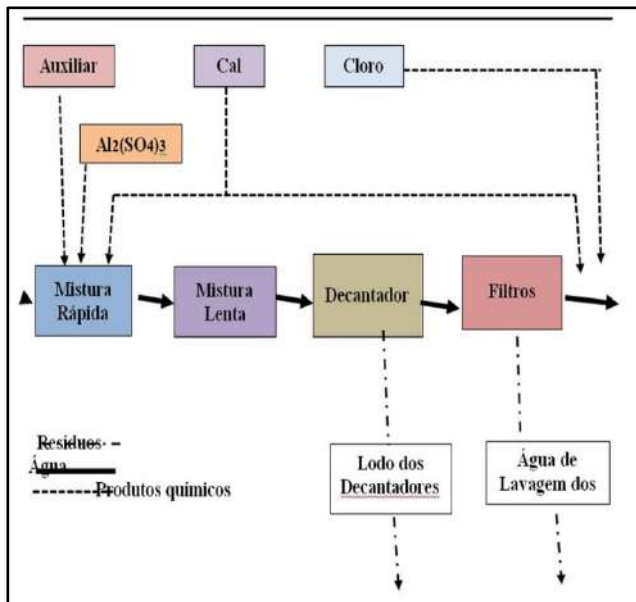 Auxiliar
Cal
Cloro
Al2(SO4)3
Mistura
Rápida
Mistura
Lenta
Decantador
Filtros
Resíduos
Água
Produtos químicos
Lodo dos
Decantadores
Água de
Lavagem dos